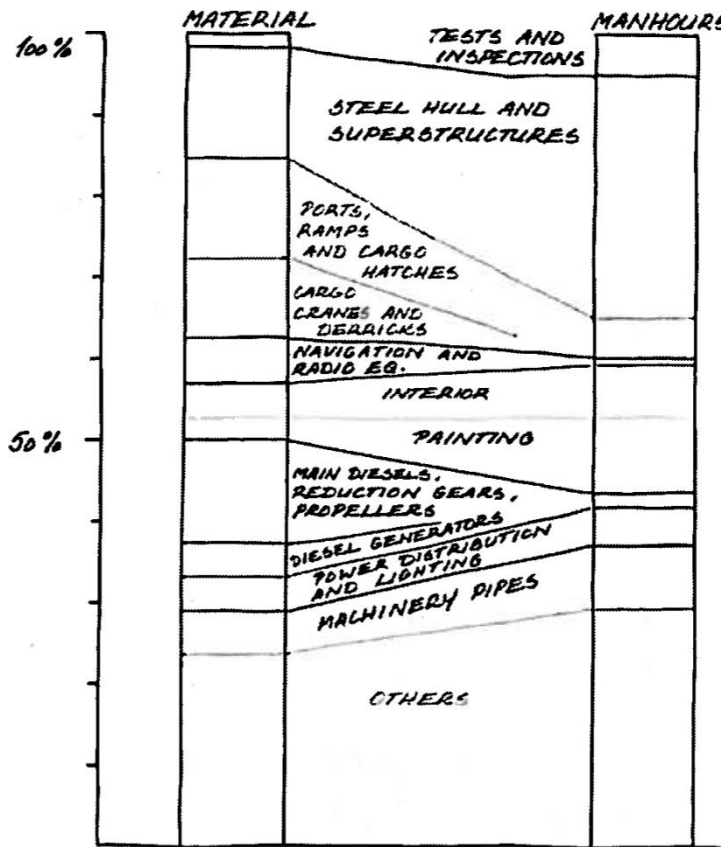 MATERIAL
MANHOURS
100%
TESTS AND
INSPECTIONS
STEEL HULL AND
SUPERSTRUCTURES
PORTS,
RAMPS
AND CARGO
HATCHES
CARGO
CRANES AND
DERRICKS
NAVIGATION AND
RADIO EQ.
INTERIOR
50%
PAINTING
MAIN DIESELS,
REDUCTION GEARS,
PROPELLERS
DIESEL GENERATORS
POWER DISTRIBUTION
AND LIGHTING
MACHINERY PIPES
OTHERS